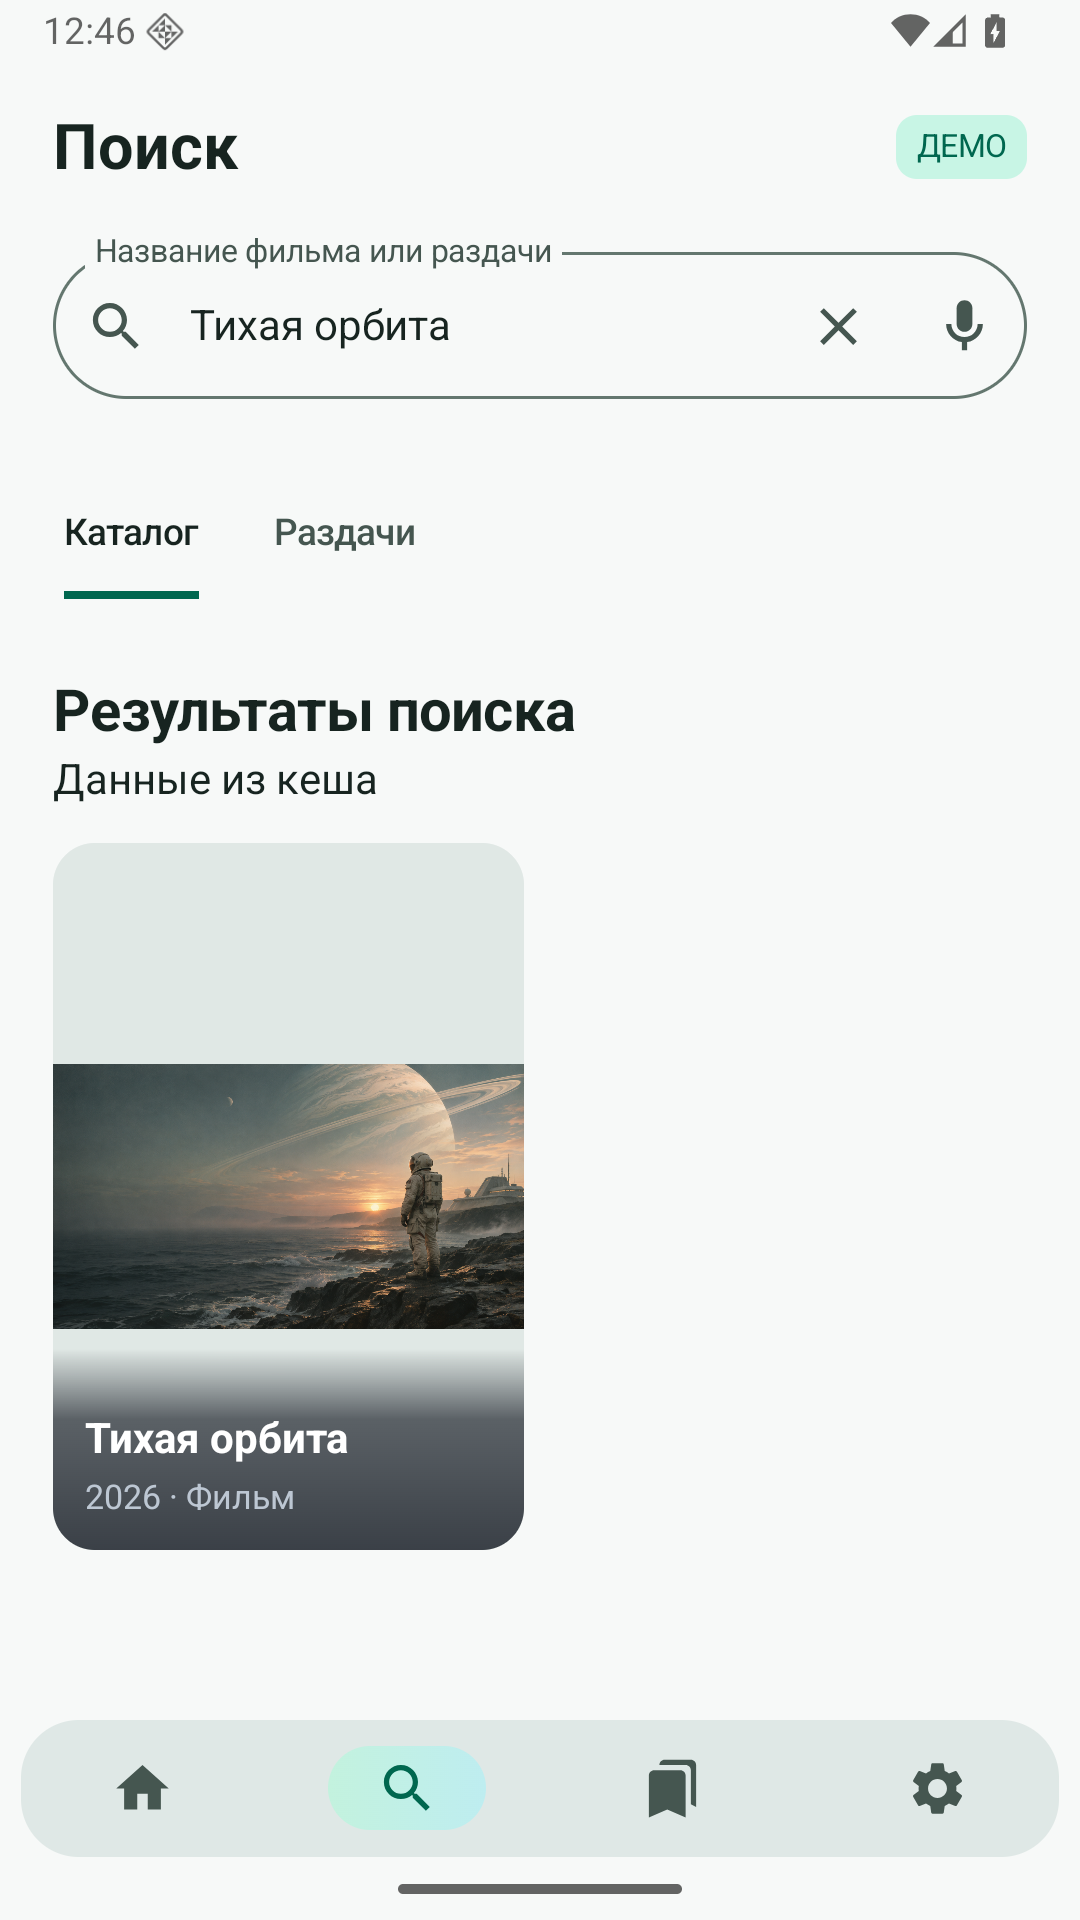 12:46
Поиск
ДЕМО
Название фильма или раздачи
Тихая орбита
Каталог
Раздачи
Результаты поиска
Данные из кеша
Тихая орбита
2026 · Фильм